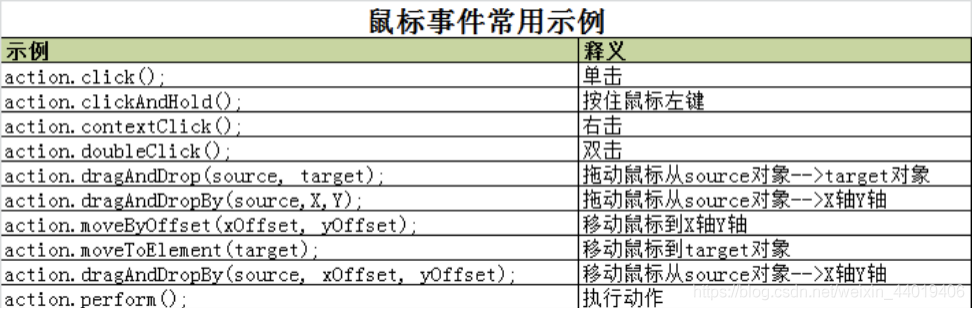 鼠标事件常用示例
示例 释义
action.click(); 单击
action.clickAndHold(); 按住鼠标左键
action.contextClick(); 右击
action.doubleClick(); 双击
action.dragAndDrop(source, target); 拖动鼠标从source对象-->target对象
action.dragAndDropBy(source,X,Y); 拖动鼠标从source对象-->X轴Y轴
action.moveByOffset(xOffset, yOffset); 移动鼠标到X轴Y轴
action.moveToElement(target); 移动鼠标到target对象
action.dragAndDropBy(source, xOffset, yOffset); 移动鼠标从source对象-->X轴Y轴
action.perform(); 执行动作
https://blog.csdn.net/weixin_44019406